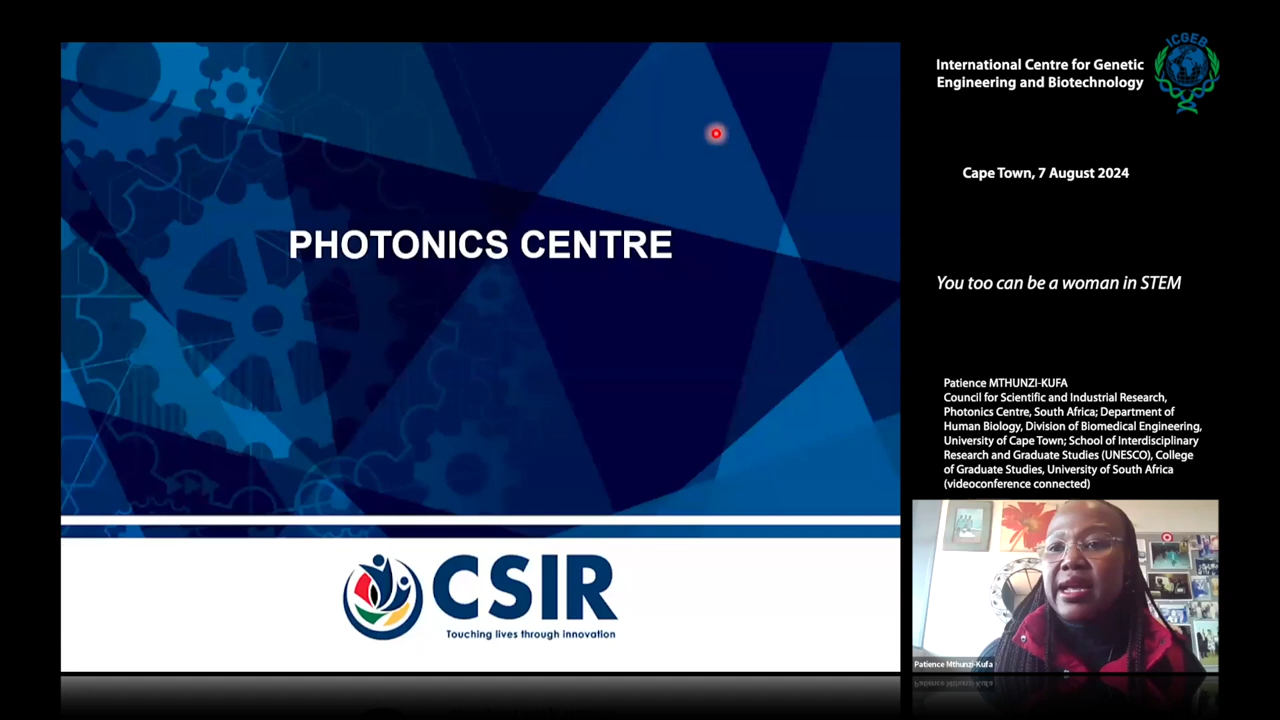 PHOTONICS CENTRE
CSIR
Touching lives through innovation
ICGEB
International Centre for Genetic
Engineering and Biotechnology
Cape Town, 7 August 2024
You too can be a woman in STEM
Patience MTHUNZI-KUFA
Council for Scientific and Industrial Research,
Photonics Centre, South Africa; Department of
Human Biology, Division of Biomedical Engineering,
University of Cape Town; School of Interdisciplinary
Research and Graduate Studies (UNESCO), College
of Graduate Studies, University of South Africa
(videoconference connected)
Patience Mthunzi-Kufa